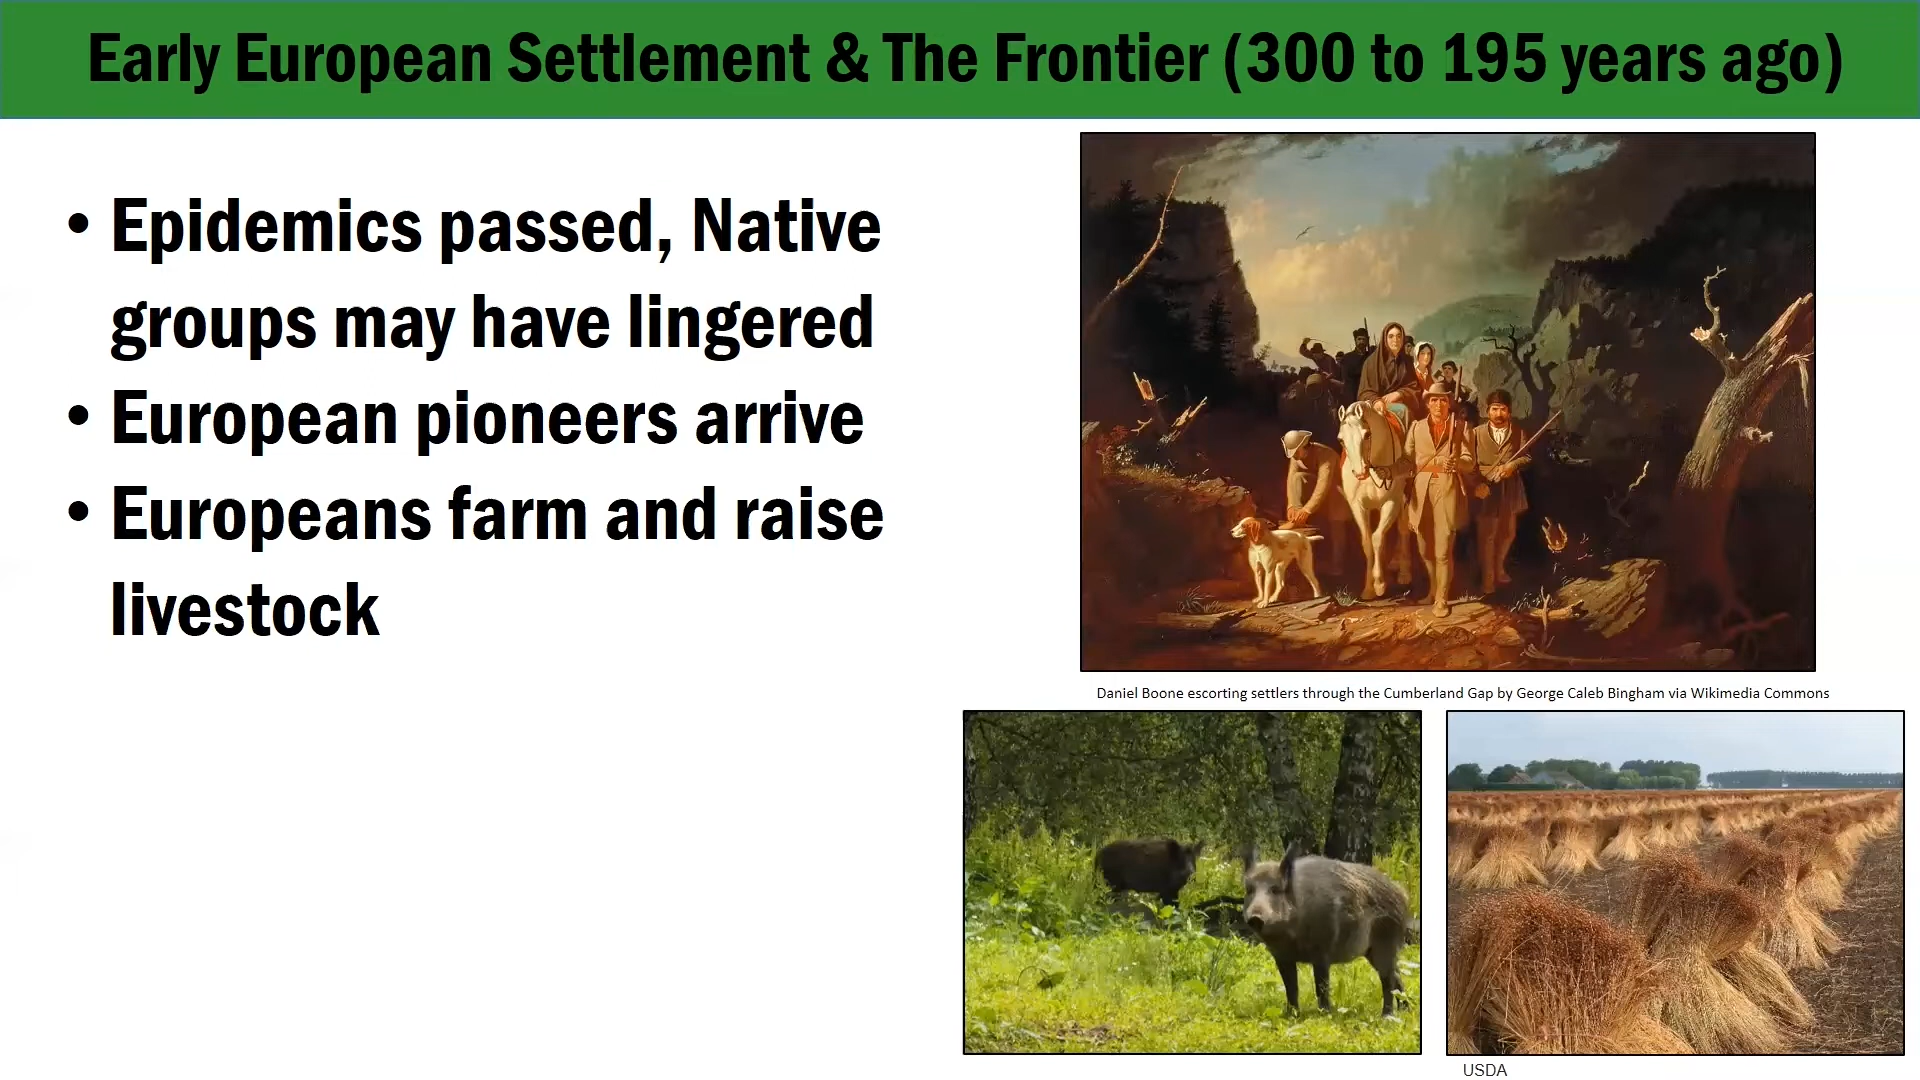 Early European Settlement & The Frontier (300 to 195 years ago)
• Epidemics passed, Native
groups may have lingered
• European pioneers arrive
• Europeans farm and raise
livestock
Daniel Boone escorting settlers through the Cumberland Gap by George Caleb Bingham via Wikimedia Commons
USDA